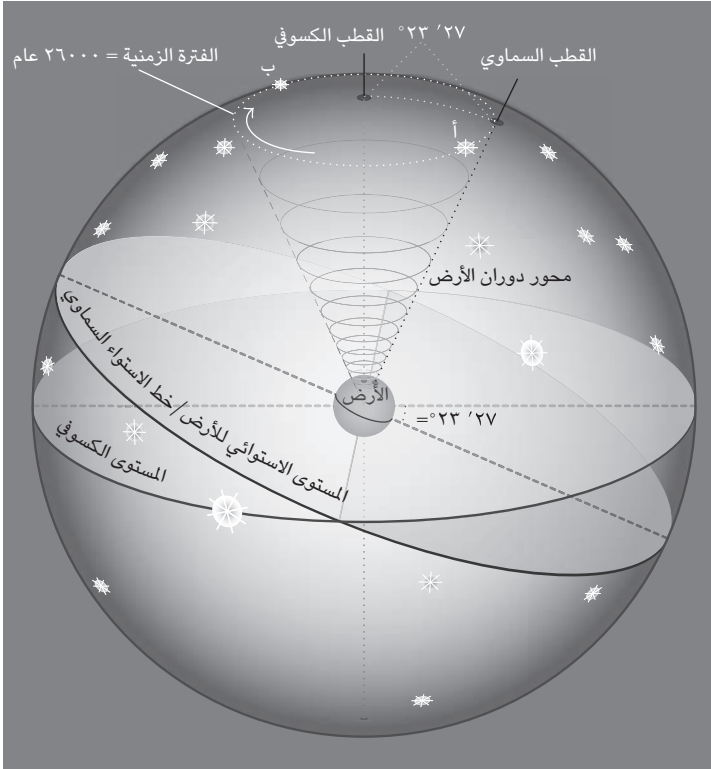 ٢٣° ٢٧′
القطب الكسوفي
القطب السماوي
الفترة الزمنية = ٢٦٠٠٠ عام
ب
أ
محور دوران الأرض
الأرض
المستوى الاستوائي للأرض/خط الاستواء السماوي
=٢٣° ٢٧′
المستوى الكسوفي